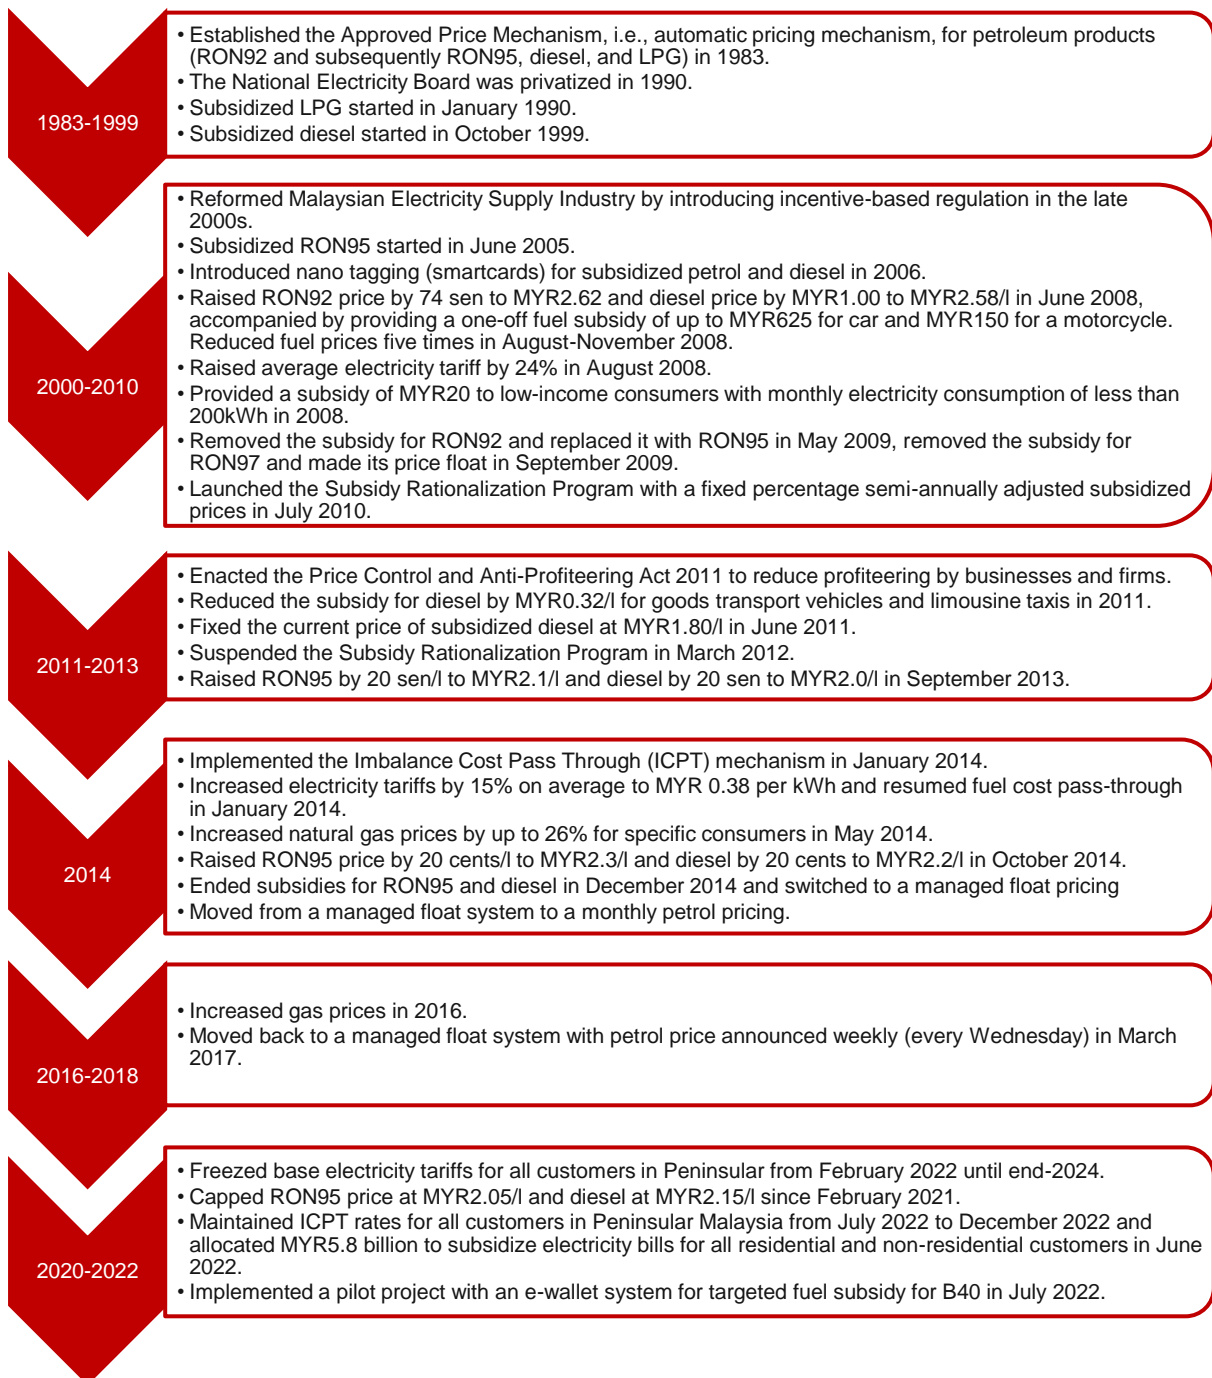 1983-1999
• Established the Approved Price Mechanism, i.e., automatic pricing mechanism, for petroleum products
(RON92 and subsequently RON95, diesel, and LPG) in 1983.
• The National Electricity Board was privatized in 1990.
• Subsidized LPG started in January 1990.
• Subsidized diesel started in October 1999.
2000-2010
• Reformed Malaysian Electricity Supply Industry by introducing incentive-based regulation in the late
2000s.
• Subsidized RON95 started in June 2005.
• Introduced nano tagging (smartcards) for subsidized petrol and diesel in 2006.
• Raised RON92 price by 74 sen to MYR2.62 and diesel price by MYR1.00 to MYR2.58/l in June 2008,
accompanied by providing a one-off fuel subsidy of up to MYR625 for car and MYR150 for a motorcycle.
Reduced fuel prices five times in August-November 2008.
• Raised average electricity tariff by 24% in August 2008.
• Provided a subsidy of MYR20 to low-income consumers with monthly electricity consumption of less than
200kWh in 2008.
• Removed the subsidy for RON92 and replaced it with RON95 in May 2009, removed the subsidy for
RON97 and made its price float in September 2009.
• Launched the Subsidy Rationalization Program with a fixed percentage semi-annually adjusted subsidized
prices in July 2010.
2011-2013
• Enacted the Price Control and Anti-Profiteering Act 2011 to reduce profiteering by businesses and firms.
• Reduced the subsidy for diesel by MYR0.32/l for goods transport vehicles and limousine taxis in 2011.
• Fixed the current price of subsidized diesel at MYR1.80/l in June 2011.
• Suspended the Subsidy Rationalization Program in March 2012.
• Raised RON95 by 20 sen/l to MYR2.1/l and diesel by 20 sen to MYR2.0/l in September 2013.
2014
• Implemented the Imbalance Cost Pass Through (ICPT) mechanism in January 2014.
• Increased electricity tariffs by 15% on average to MYR 0.38 per kWh and resumed fuel cost pass-through
in January 2014.
• Increased natural gas prices by up to 26% for specific consumers in May 2014.
• Raised RON95 price by 20 cents/l to MYR2.3/l and diesel by 20 cents to MYR2.2/l in October 2014.
• Ended subsidies for RON95 and diesel in December 2014 and switched to a managed float pricing
• Moved from a managed float system to a monthly petrol pricing.
2016-2018
• Increased gas prices in 2016.
• Moved back to a managed float system with petrol price announced weekly (every Wednesday) in March
2017.
2020-2022
• Freezed base electricity tariffs for all customers in Peninsular from February 2022 until end-2024.
• Capped RON95 price at MYR2.05/l and diesel at MYR2.15/l since February 2021.
• Maintained ICPT rates for all customers in Peninsular Malaysia from July 2022 to December 2022 and
allocated MYR5.8 billion to subsidize electricity bills for all residential and non-residential customers in June
2022.
• Implemented a pilot project with an e-wallet system for targeted fuel subsidy for B40 in July 2022.